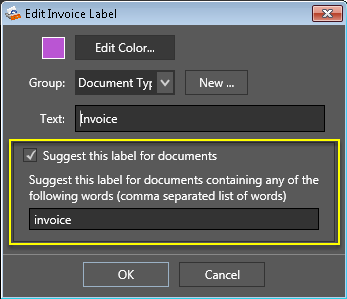 Edit Invoice Label
Edit Color...
Group: Document Typ New ...
Text: Invoice
Suggest this label for documents
Suggest this label for documents containing any of the
following words (comma separated list of words)
invoice
OK Cancel